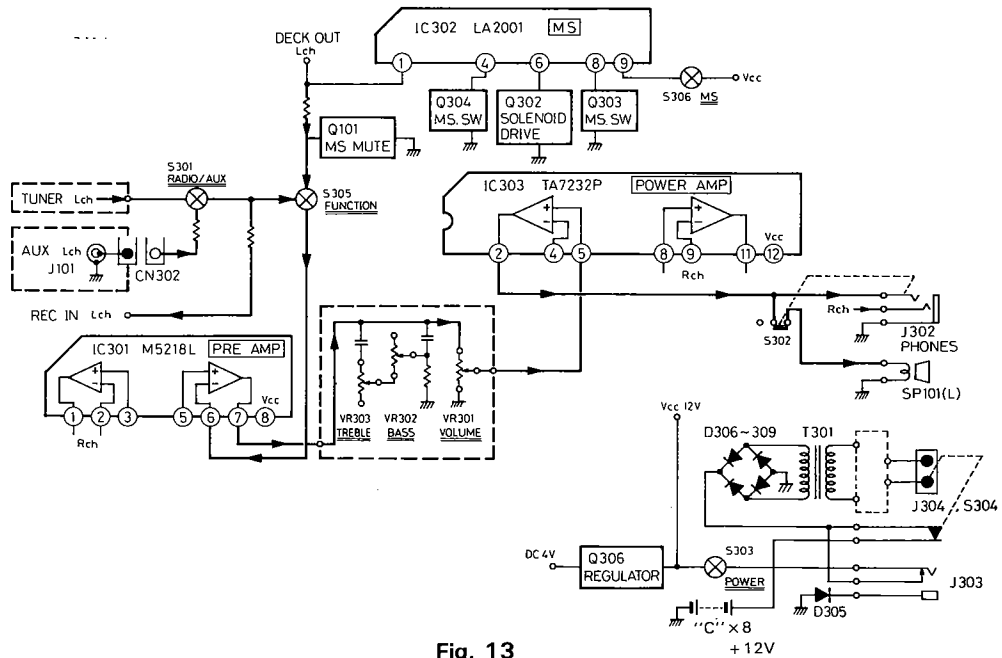 IC302 LA2001 MS
DECK OUT
Lch
1 4 6 8 9
Vcc
S306 MS
Q304
MS. SW
Q302
SOLENOID
DRIVE
Q303
MS. SW
Q101
MS MUTE
S301
RADIO/AUX
S305
FUNCTION
TUNER Lch
AUX Lch
J101
CN302
REC IN Lch
IC303 TA7232P POWER AMP
+ -
+ -
Vcc
2 4 5 8 9 11 12
Rch
Rch
S302
J302
PHONES
SP101(L)
IC301 M5218L PRE AMP
+ -
+ -
Vcc
1 2 3 5 6 7 8
Rch
VR303
TREBLE
VR302
BASS
VR301
VOLUME
Vcc 12V
D306~309
T301
J304
S304
DC 4V
Q306
REGULATOR
S303
POWER
J303
D305
"C" ×8
+12V
Fig. 13